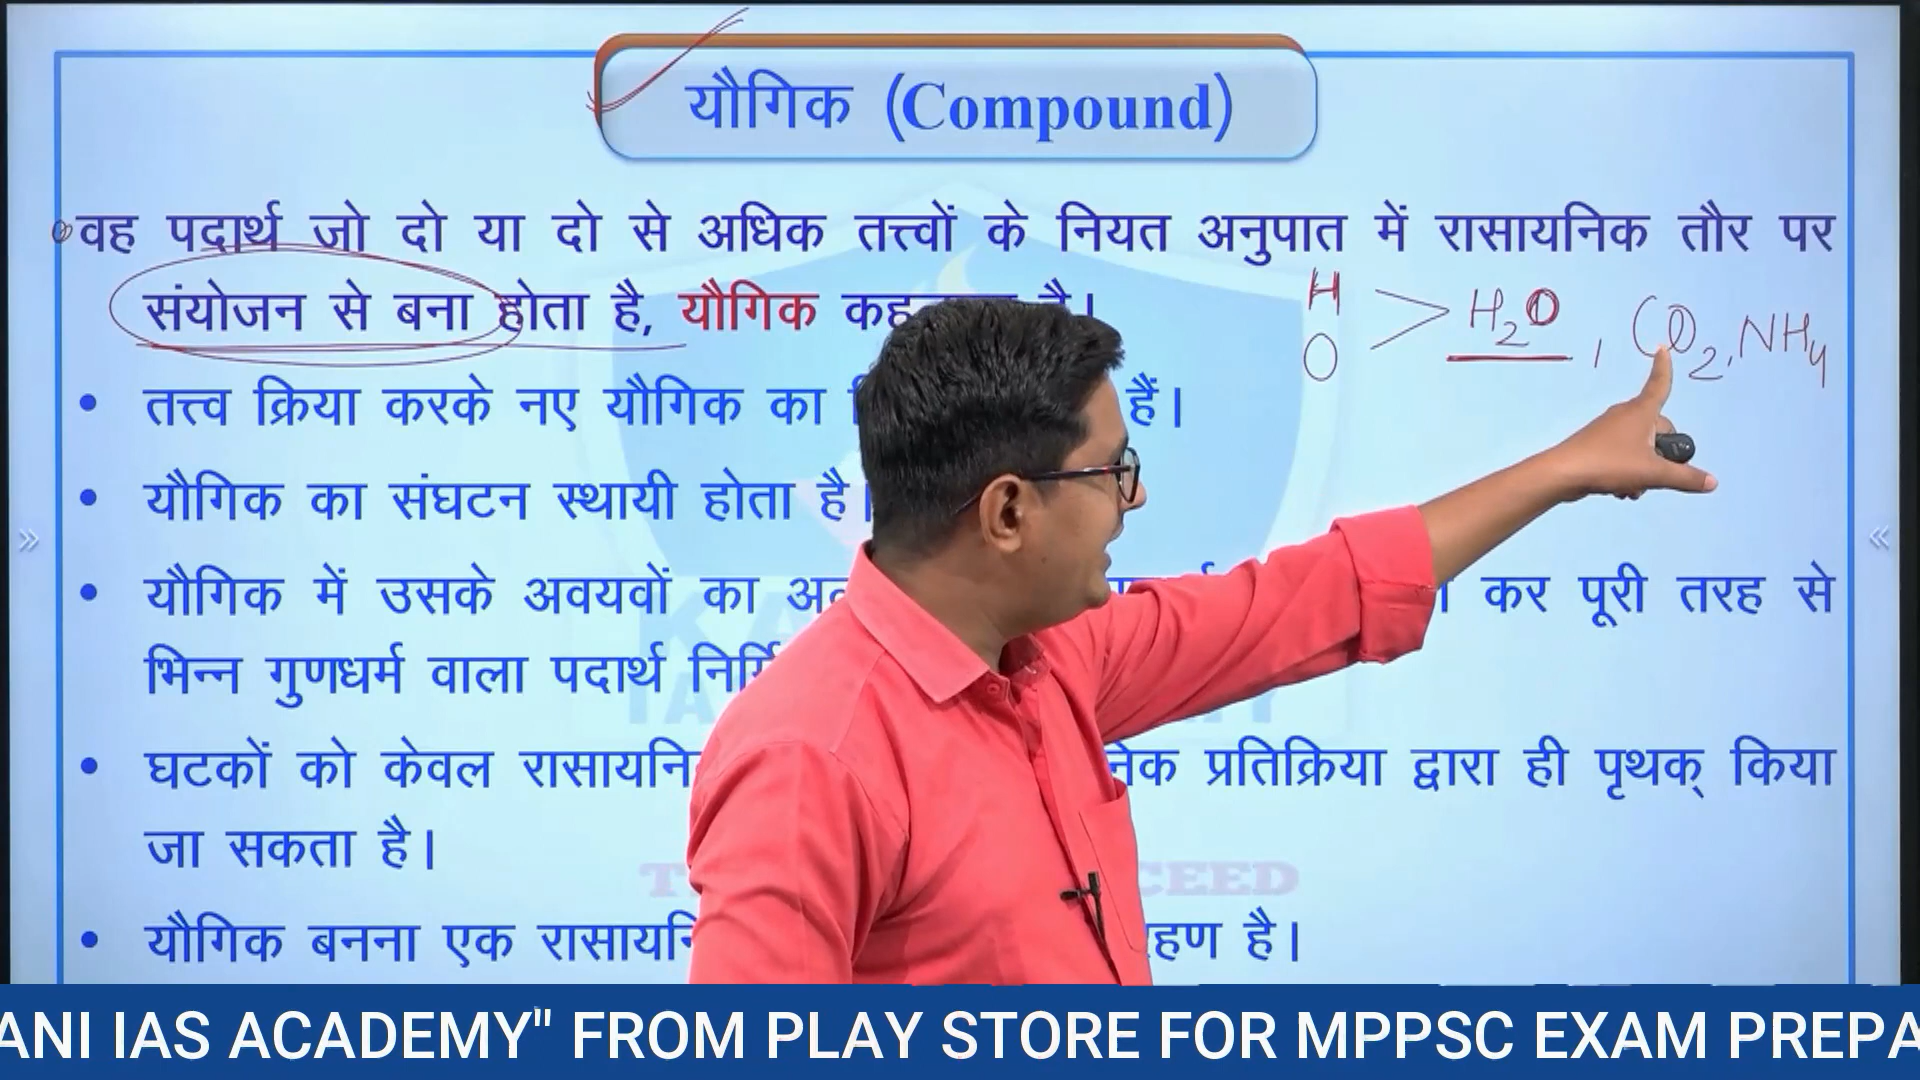 यौगिक (Compound)
वह पदार्थ जो दो या दो से अधिक तत्त्वों के नियत अनुपात में रासायनिक तौर पर
संयोजन से बना होता है, यौगिक है।
H
O
H₂O , CO₂, NH₄
तत्त्व क्रिया करके नए यौगिक का हैं।
यौगिक का संघटन स्थायी होता है।
यौगिक में उसके अवयवों का कर पूरी तरह से
भिन्न गुणधर्म वाला पदार्थ
घटकों को केवल प्रतिक्रिया द्वारा ही पृथक् किया
जा सकता है।
यौगिक बनना एक है।
ANI IAS ACADEMY" FROM PLAY STORE FOR MPPSC EXAM PREPA